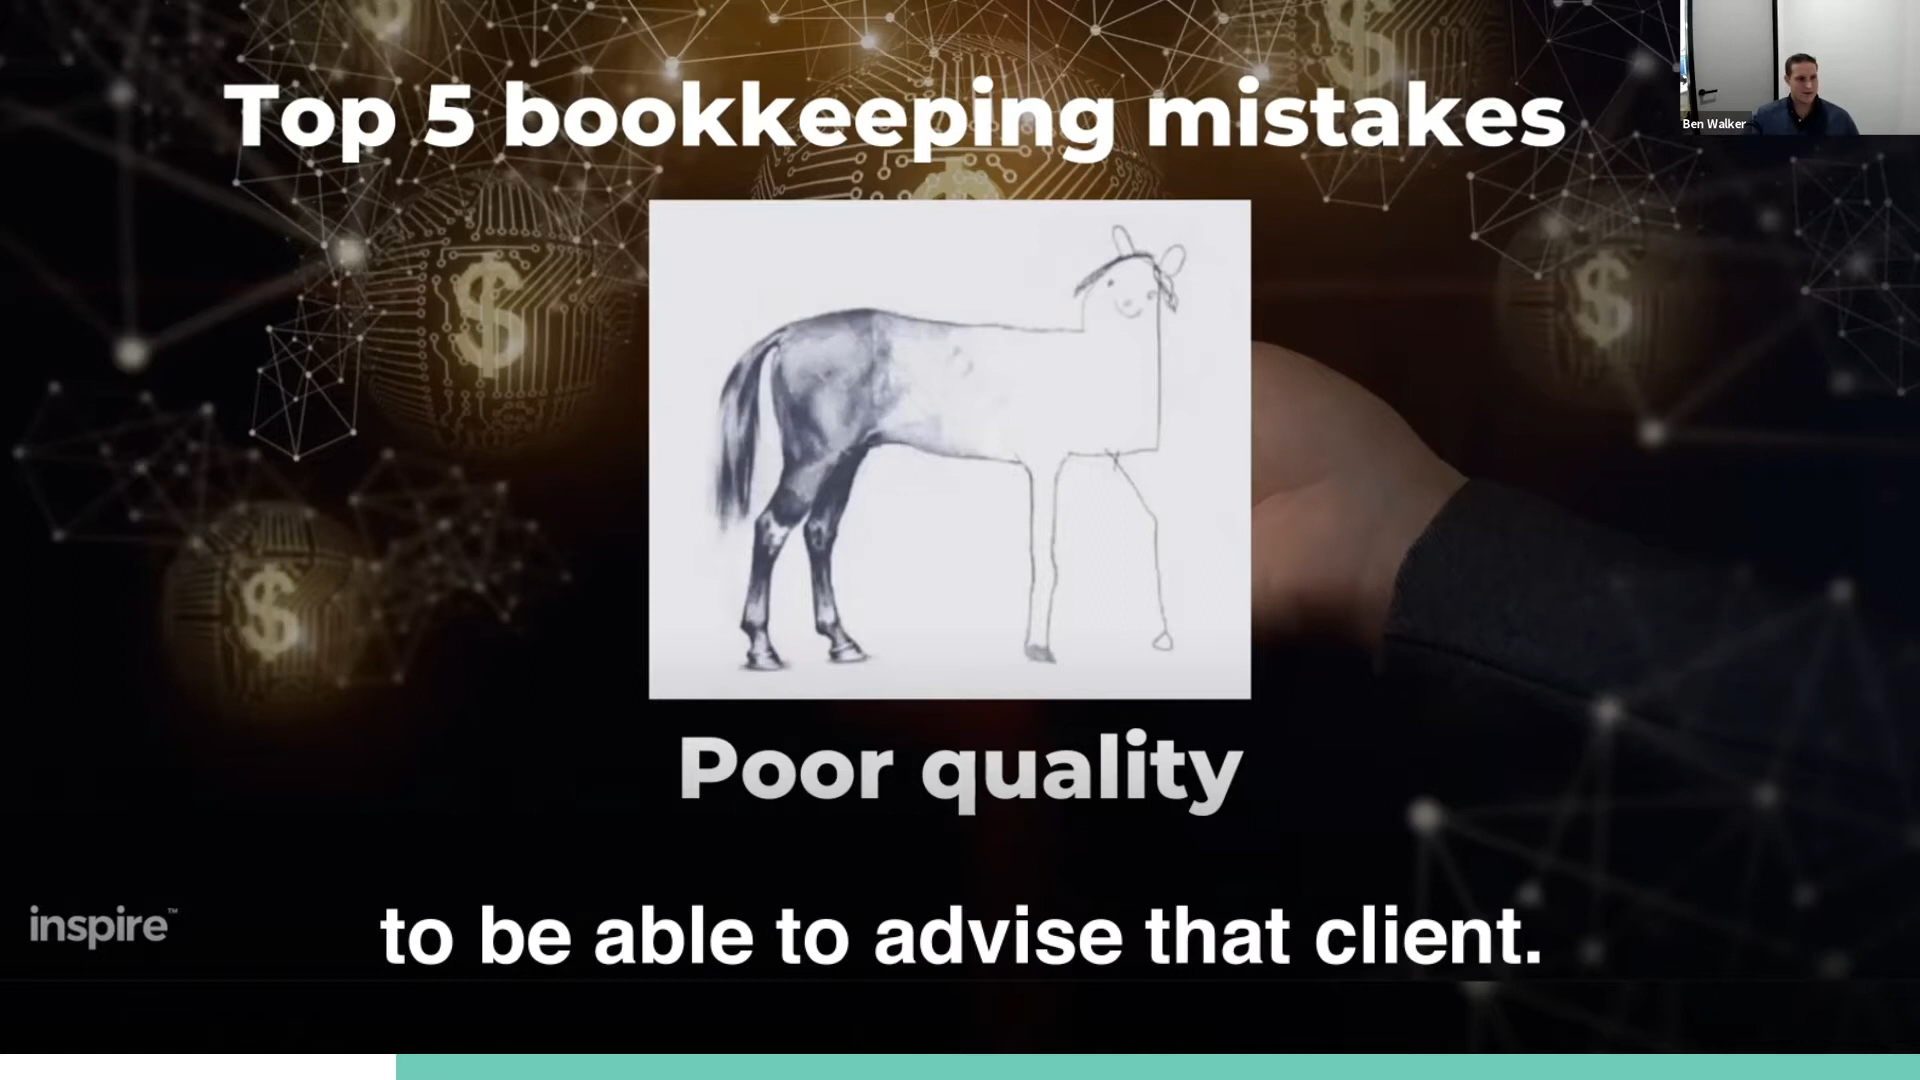 Top 5 bookkeeping mistakes
Ben Walker
Poor quality
inspire™
to be able to advise that client.